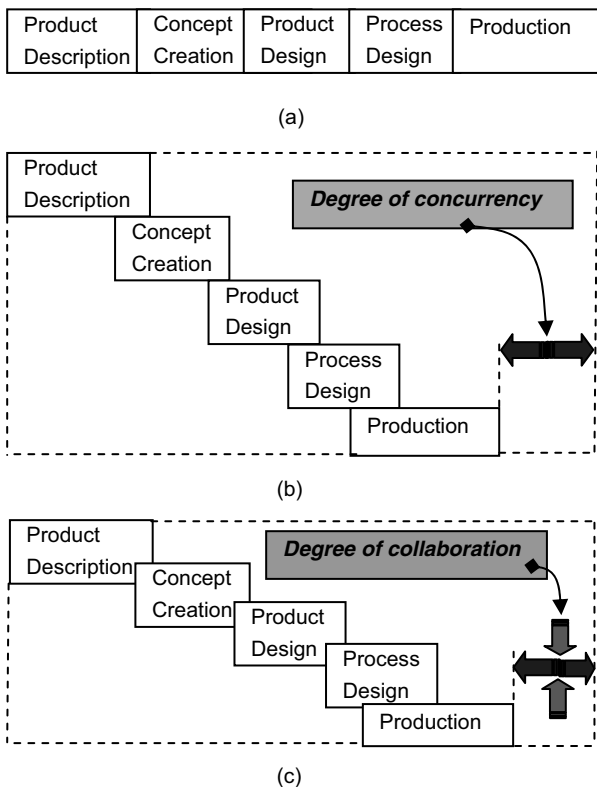 Product Description
Concept Creation
Product Design
Process Design
Production
(a)
Product
Description
Degree of concurrency
Concept
Creation
Product
Design
Process
Design
Production
(b)
Product
Description
Degree of collaboration
Concept
Creation
Product
Design
Process
Design
Production
(c)